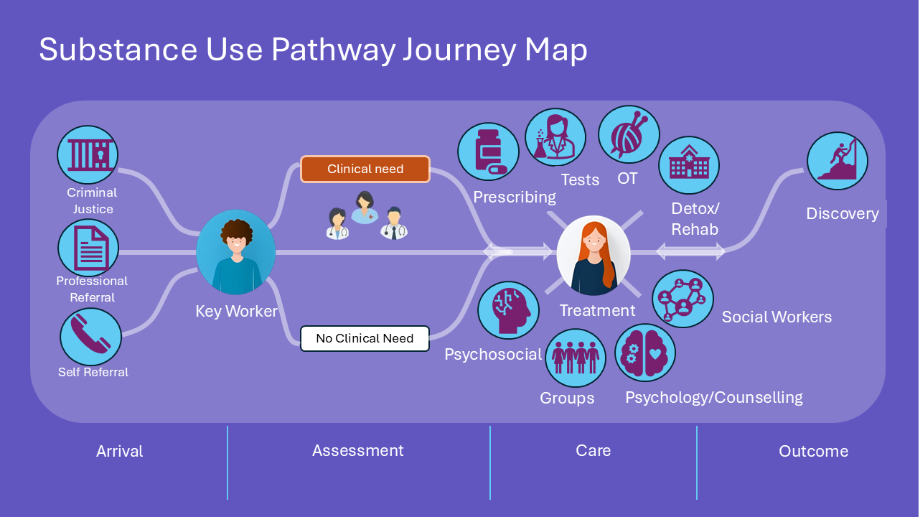 Substance Use Pathway Journey Map
Criminal
Justice
Professional
Referral
Self Referral
Key Worker
Clinical need
No Clinical Need
Prescribing
Tests
OT
Detox/
Rehab
Treatment
Psychosocial
Groups
Psychology/Counselling
Social Workers
Discovery
Arrival
Assessment
Care
Outcome